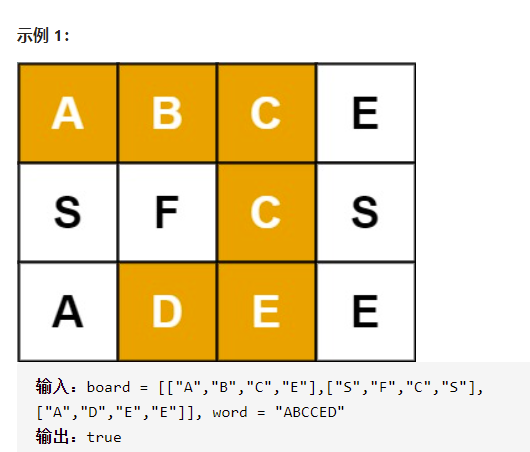 示例 1:
A B C E
S F C S
A D E E
输入：board = [["A","B","C","E"],["S","F","C","S"],
["A","D","E","E"]], word = "ABCCED"
输出：true